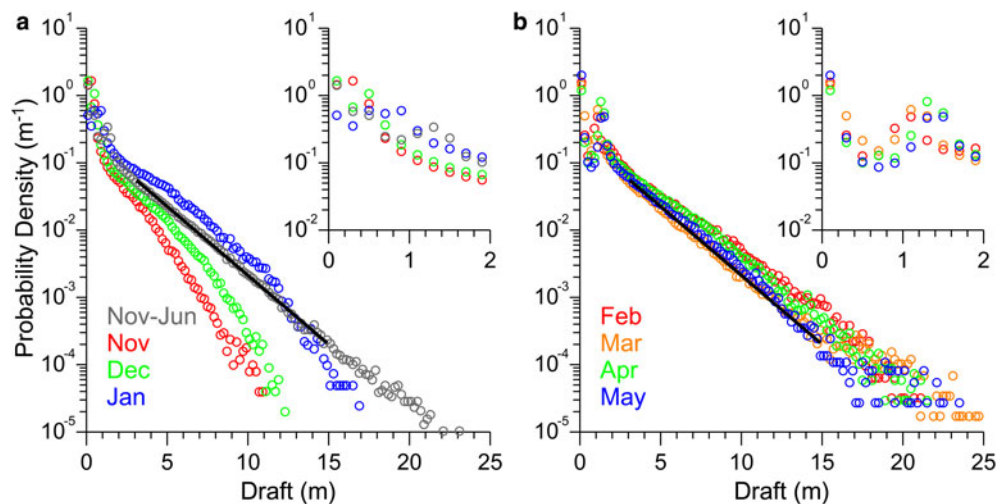 a
b
Probability Density (m⁻¹)
10¹
10⁰
10⁻¹
10⁻²
10⁻³
10⁻⁴
10⁻⁵
0 5 10 15 20 25
Draft (m)
Nov-Jun
Nov
Dec
Jan
10¹
10⁰
10⁻¹
10⁻²
0 1 2
10¹
10⁰
10⁻¹
10⁻²
10⁻³
10⁻⁴
10⁻⁵
0 5 10 15 20 25
Draft (m)
Feb
Mar
Apr
May
10¹
10⁰
10⁻¹
10⁻²
0 1 2